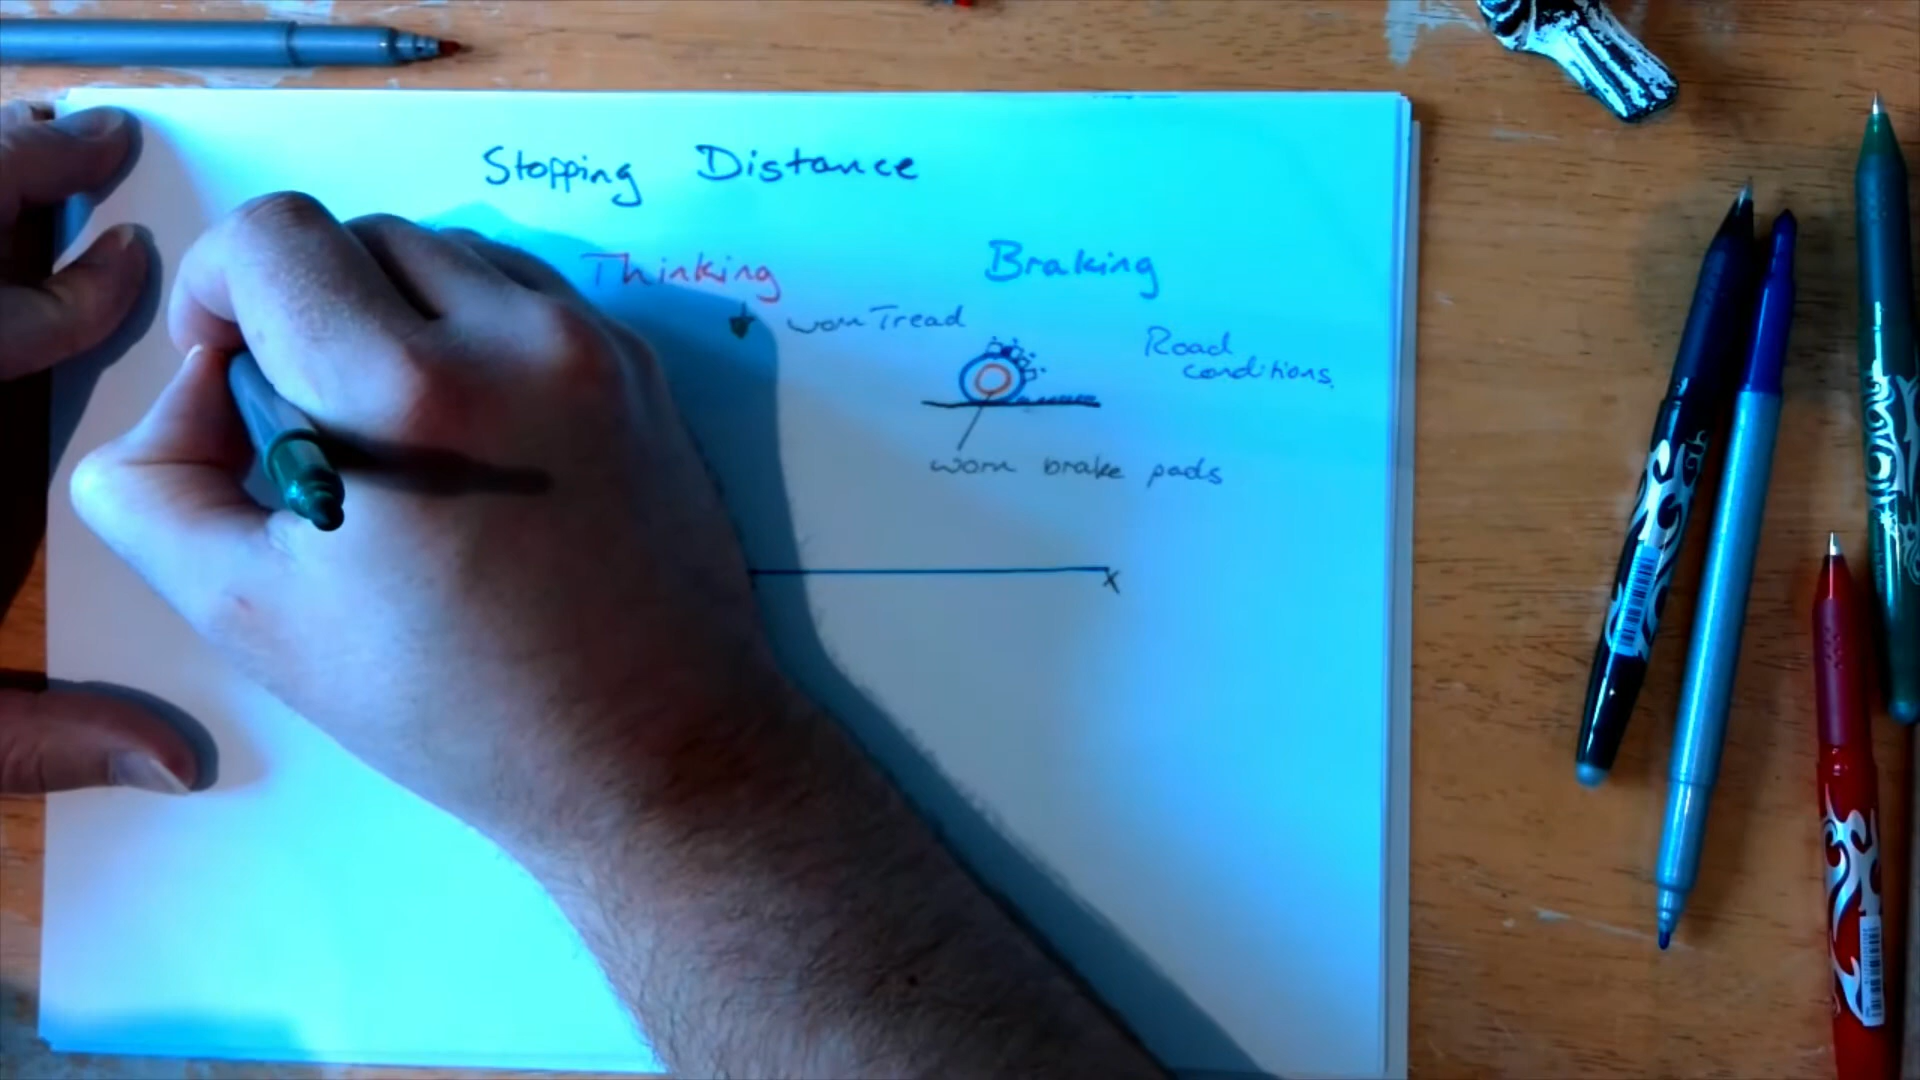 Stopping Distance
Thinking
Braking
worn Tread
Road
conditions.
worn brake pads
x